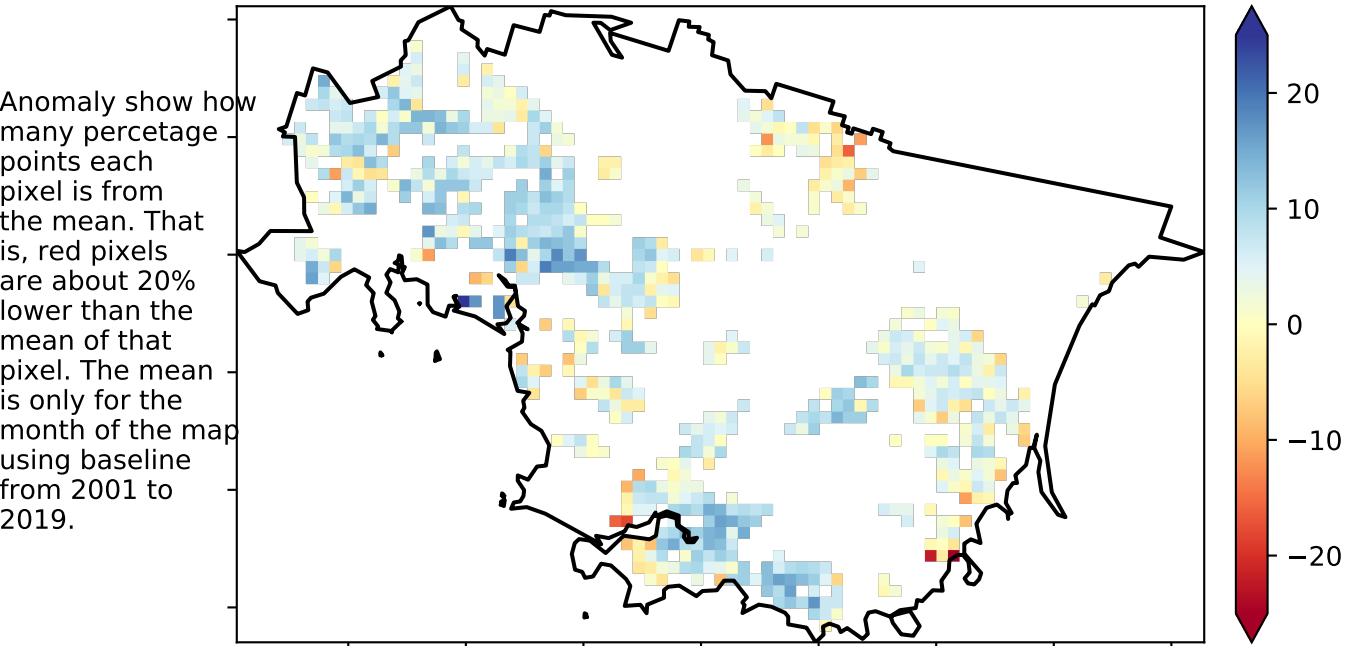 Anomaly show how
many percetage
points each
pixel is from
the mean. That
is, red pixels
are about 20%
lower than the
mean of that
pixel. The mean
is only for the
month of the map
using baseline
from 2001 to
2019.
20
10
0
−10
−20